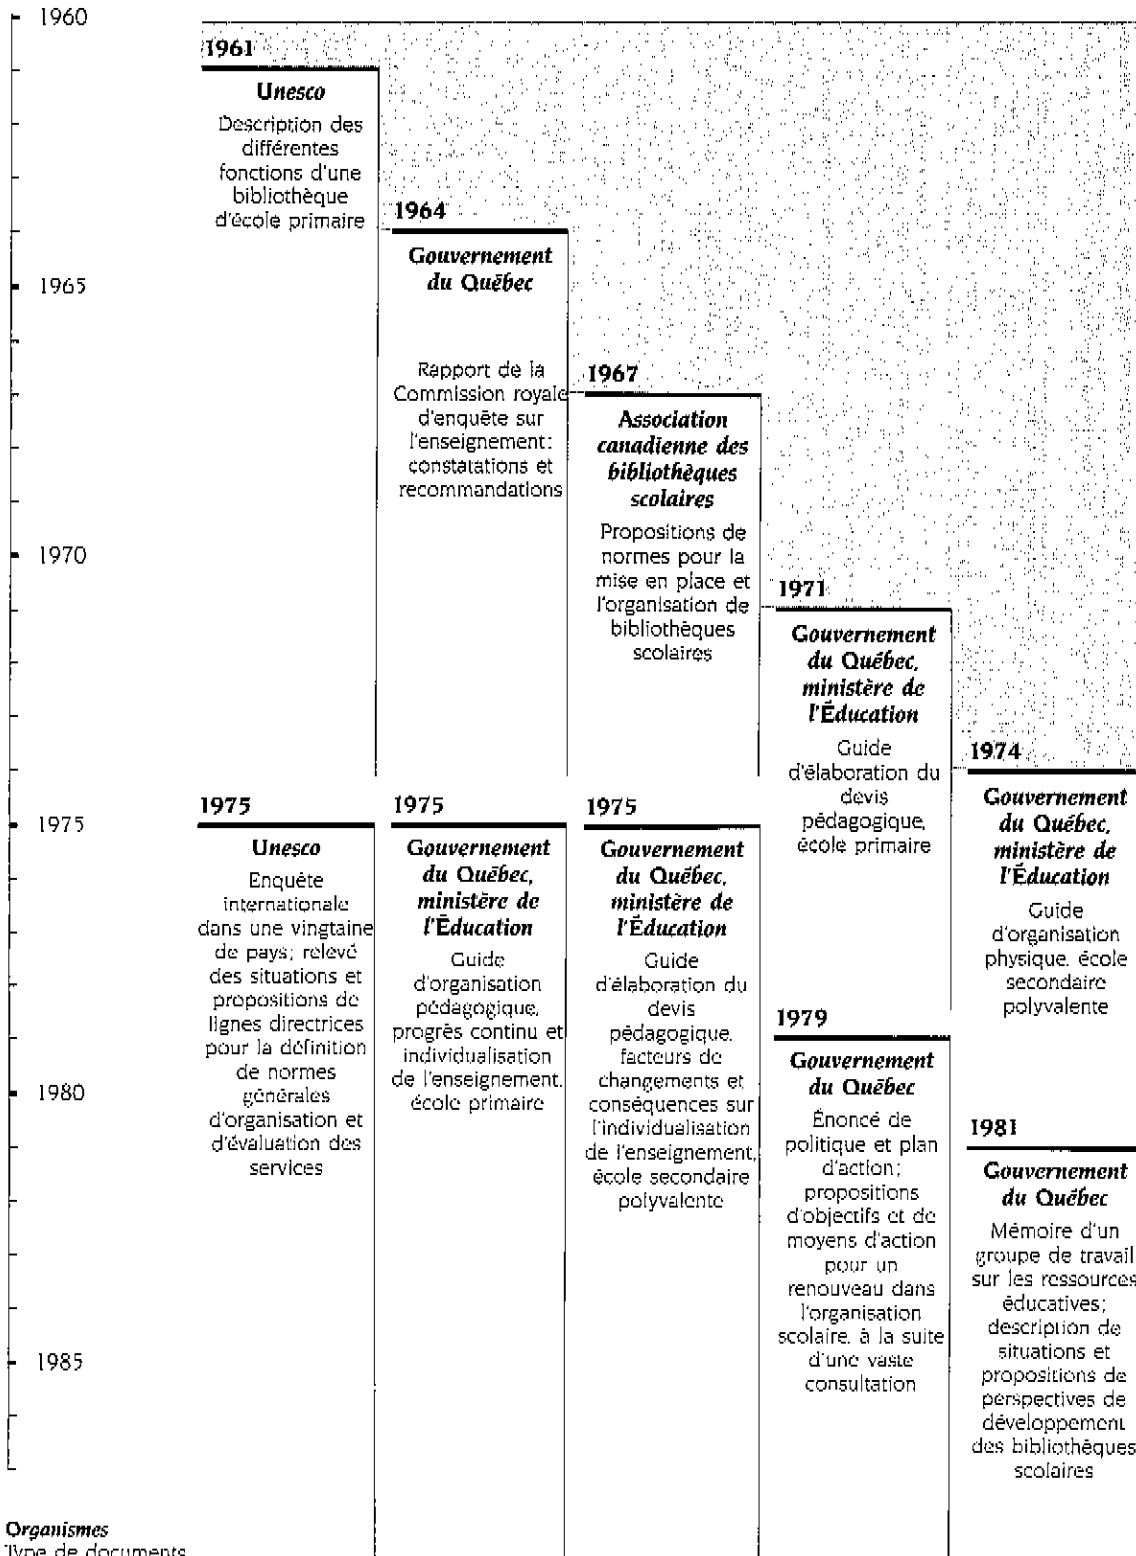 1960
1965
1970
1975
1980
1985
1961
Unesco
Description des
différentes
fonctions d'une
bibliothèque
d'école primaire
1964
Gouvernement
du Québec
Rapport de la
Commission royale
d'enquête sur
l'enseignement:
constatations et
recommandations
1967
Association
canadienne des
bibliothèques
scolaires
Propositions de
normes pour la
mise en place et
l'organisation de
bibliothèques
scolaires
1971
Gouvernement
du Québec,
ministère de
l'Éducation
Guide
d'élaboration du
devis
pédagogique,
école primaire
1974
Gouvernement
du Québec,
ministère de
l'Éducation
Guide
d'organisation
physique, école
secondaire
polyvalente
1975
Unesco
Enquête
internationale
dans une vingtaine
de pays; relevé
des situations et
propositions de
lignes directrices
pour la définition
de normes
générales
d'organisation et
d'évaluation des
services
1975
Gouvernement
du Québec,
ministère de
l'Éducation
Guide
d'organisation
pédagogique,
progrès continu et
individualisation
de l'enseignement,
école primaire
1975
Gouvernement
du Québec,
ministère de
l'Éducation
Guide
d'élaboration du
devis
pédagogique,
facteurs de
changements et
conséquences sur
l'individualisation
de l'enseignement,
école secondaire
polyvalente
1979
Gouvernement
du Québec
Énoncé de
politique et plan
d'action;
propositions
d'objectifs et de
moyens d'action
pour un
renouveau dans
l'organisation
scolaire, à la suite
d'une vaste
consultation
1981
Gouvernement
du Québec
Mémoire d'un
groupe de travail
sur les ressources
éducatives;
description de
situations et
propositions de
perspectives de
développement
des bibliothèques
scolaires
Organismes
Type de documents